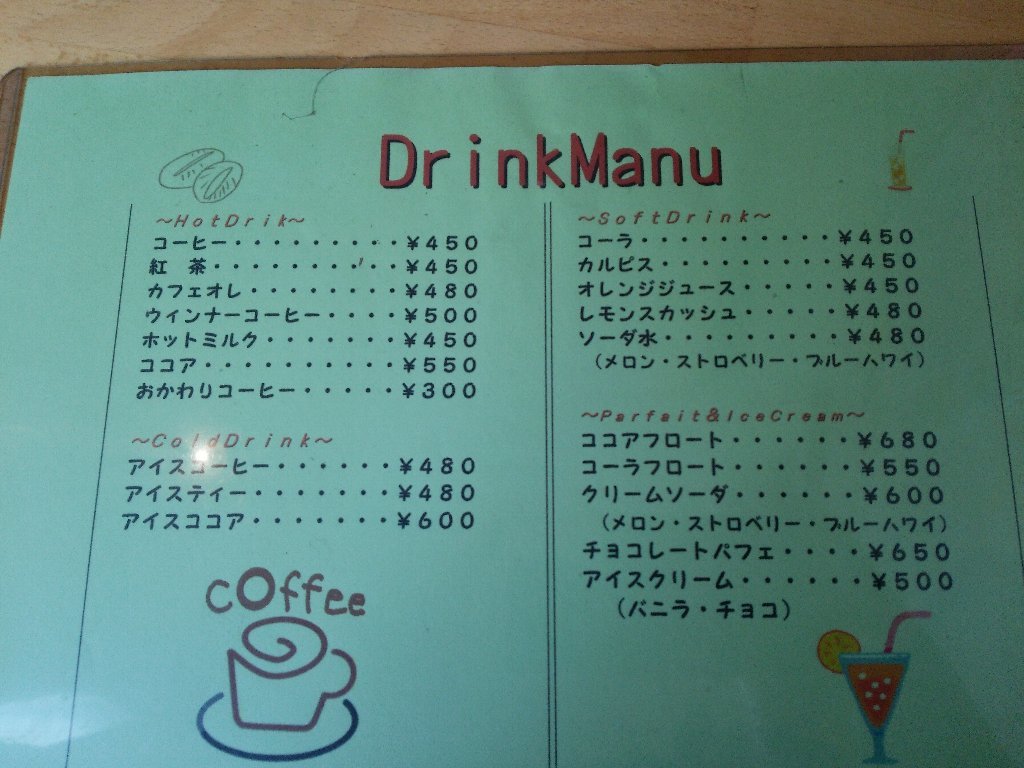 DrinkManu
～HotDrik～
コーヒー・・・・・・・・・¥450
紅　茶・・・・・・・・・・¥450
カフェオレ・・・・・・・・¥480
ウィンナーコーヒー・・・・¥500
ホットミルク・・・・・・・¥450
ココア・・・・・・・・・・¥550
おかわりコーヒー・・・・・¥300
～ColdDrink～
アイスコーヒー・・・・・・¥480
アイスティー・・・・・・・¥480
アイスココア・・・・・・・¥600
coffee
～SoftDrink～
コーラ・・・・・・・・・・¥450
カルピス・・・・・・・・・¥450
オレンジジュース・・・・・¥450
レモンスカッシュ・・・・・¥480
ソーダ水・・・・・・・・・¥480
（メロン・ストロベリー・ブルーハワイ）
～Parfait&IceCream～
ココアフロート・・・・・・¥680
コーラフロート・・・・・・¥550
クリームソーダ・・・・・・¥600
（メロン・ストロベリー・ブルーハワイ）
チョコレートパフェ・・・・¥650
アイスクリーム・・・・・・¥500
（バニラ・チョコ）